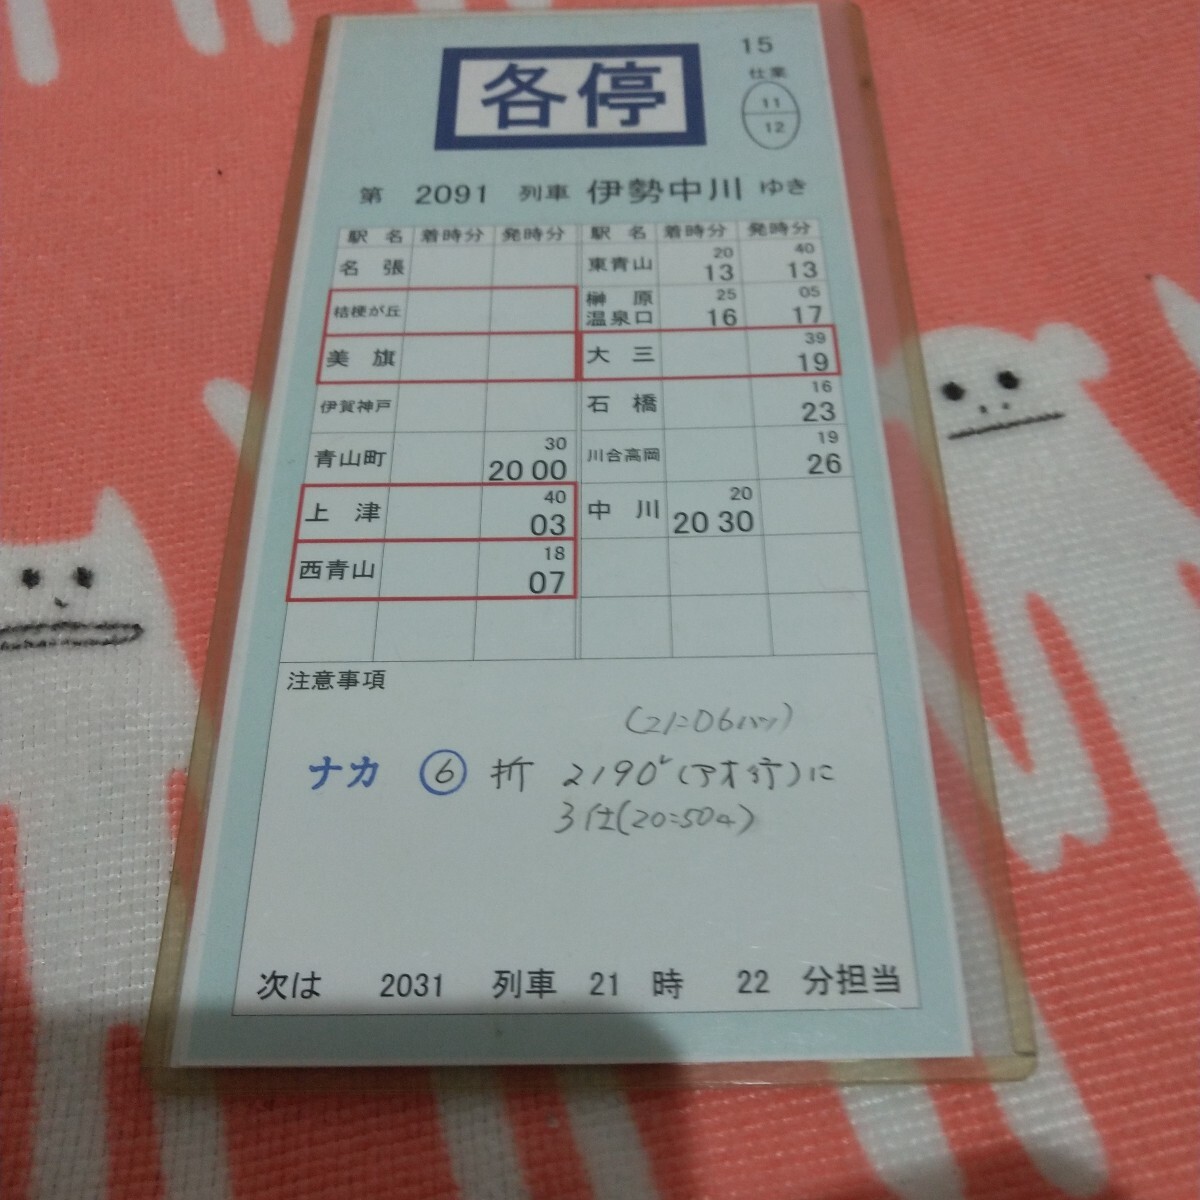 15
各停
仕業
11
12
第 2091 列車 伊勢中川 ゆき
駅名 着時分 発時分
名張
桔梗が丘
美旗
伊賀神戸
青山町 20 00 30
上津 03 40
西青山 07 18
駅名 着時分 発時分
東青山 13 20 13 40
榊原温泉口 16 25 17 05
大三 19 39
石橋 23 16
川合高岡 26 19
中川 20 30 20
注意事項
(21=06ハツ)
ナカ ⑥ 折 2190レ(アオ行)に
3仕(20=50
次は 2031 列車 21 時 22 分担当